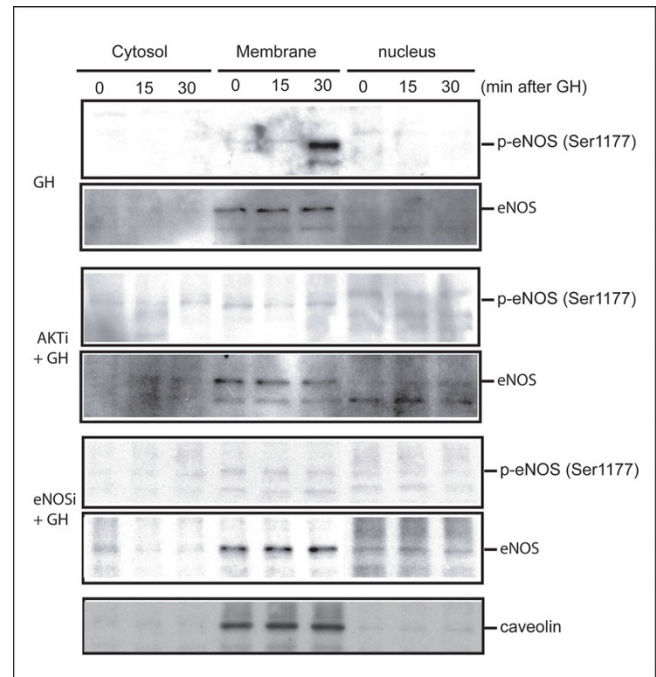 Cytosol Membrane nucleus
0 15 30 0 15 30 0 15 30 (min after GH)
p-eNOS (Ser1177)
GH
eNOS
p-eNOS (Ser1177)
AKTi
+ GH
eNOS
p-eNOS (Ser1177)
eNOSi
+ GH
eNOS
caveolin